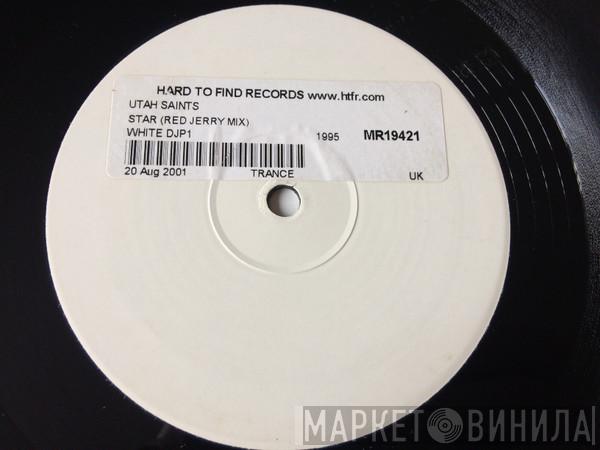 HARD TO FIND RECORDS www.htfr.com
UTAH SAINTS
STAR (RED JERRY MIX)
WHITE DJP1 1995 MR19421
20 Aug 2001 TRANCE UK
МАРКЕТ ВИНИЛА